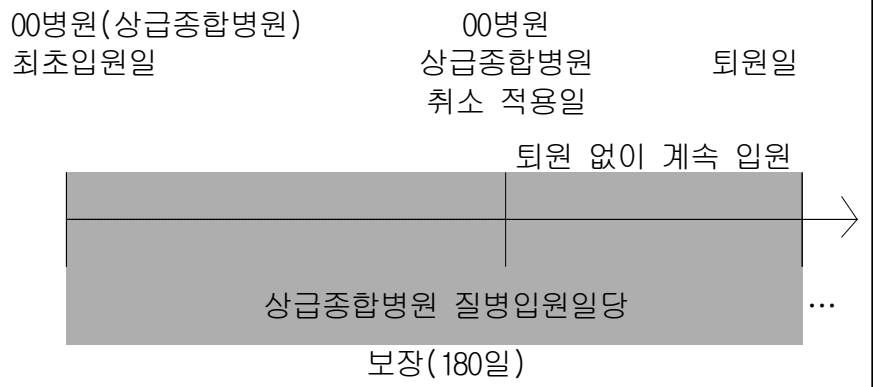 00병원(상급종합병원)
최초입원일
00병원
상급종합병원
취소 적용일
퇴원일
퇴원 없이 계속 입원
상급종합병원 질병입원일당
…
보장(180일)